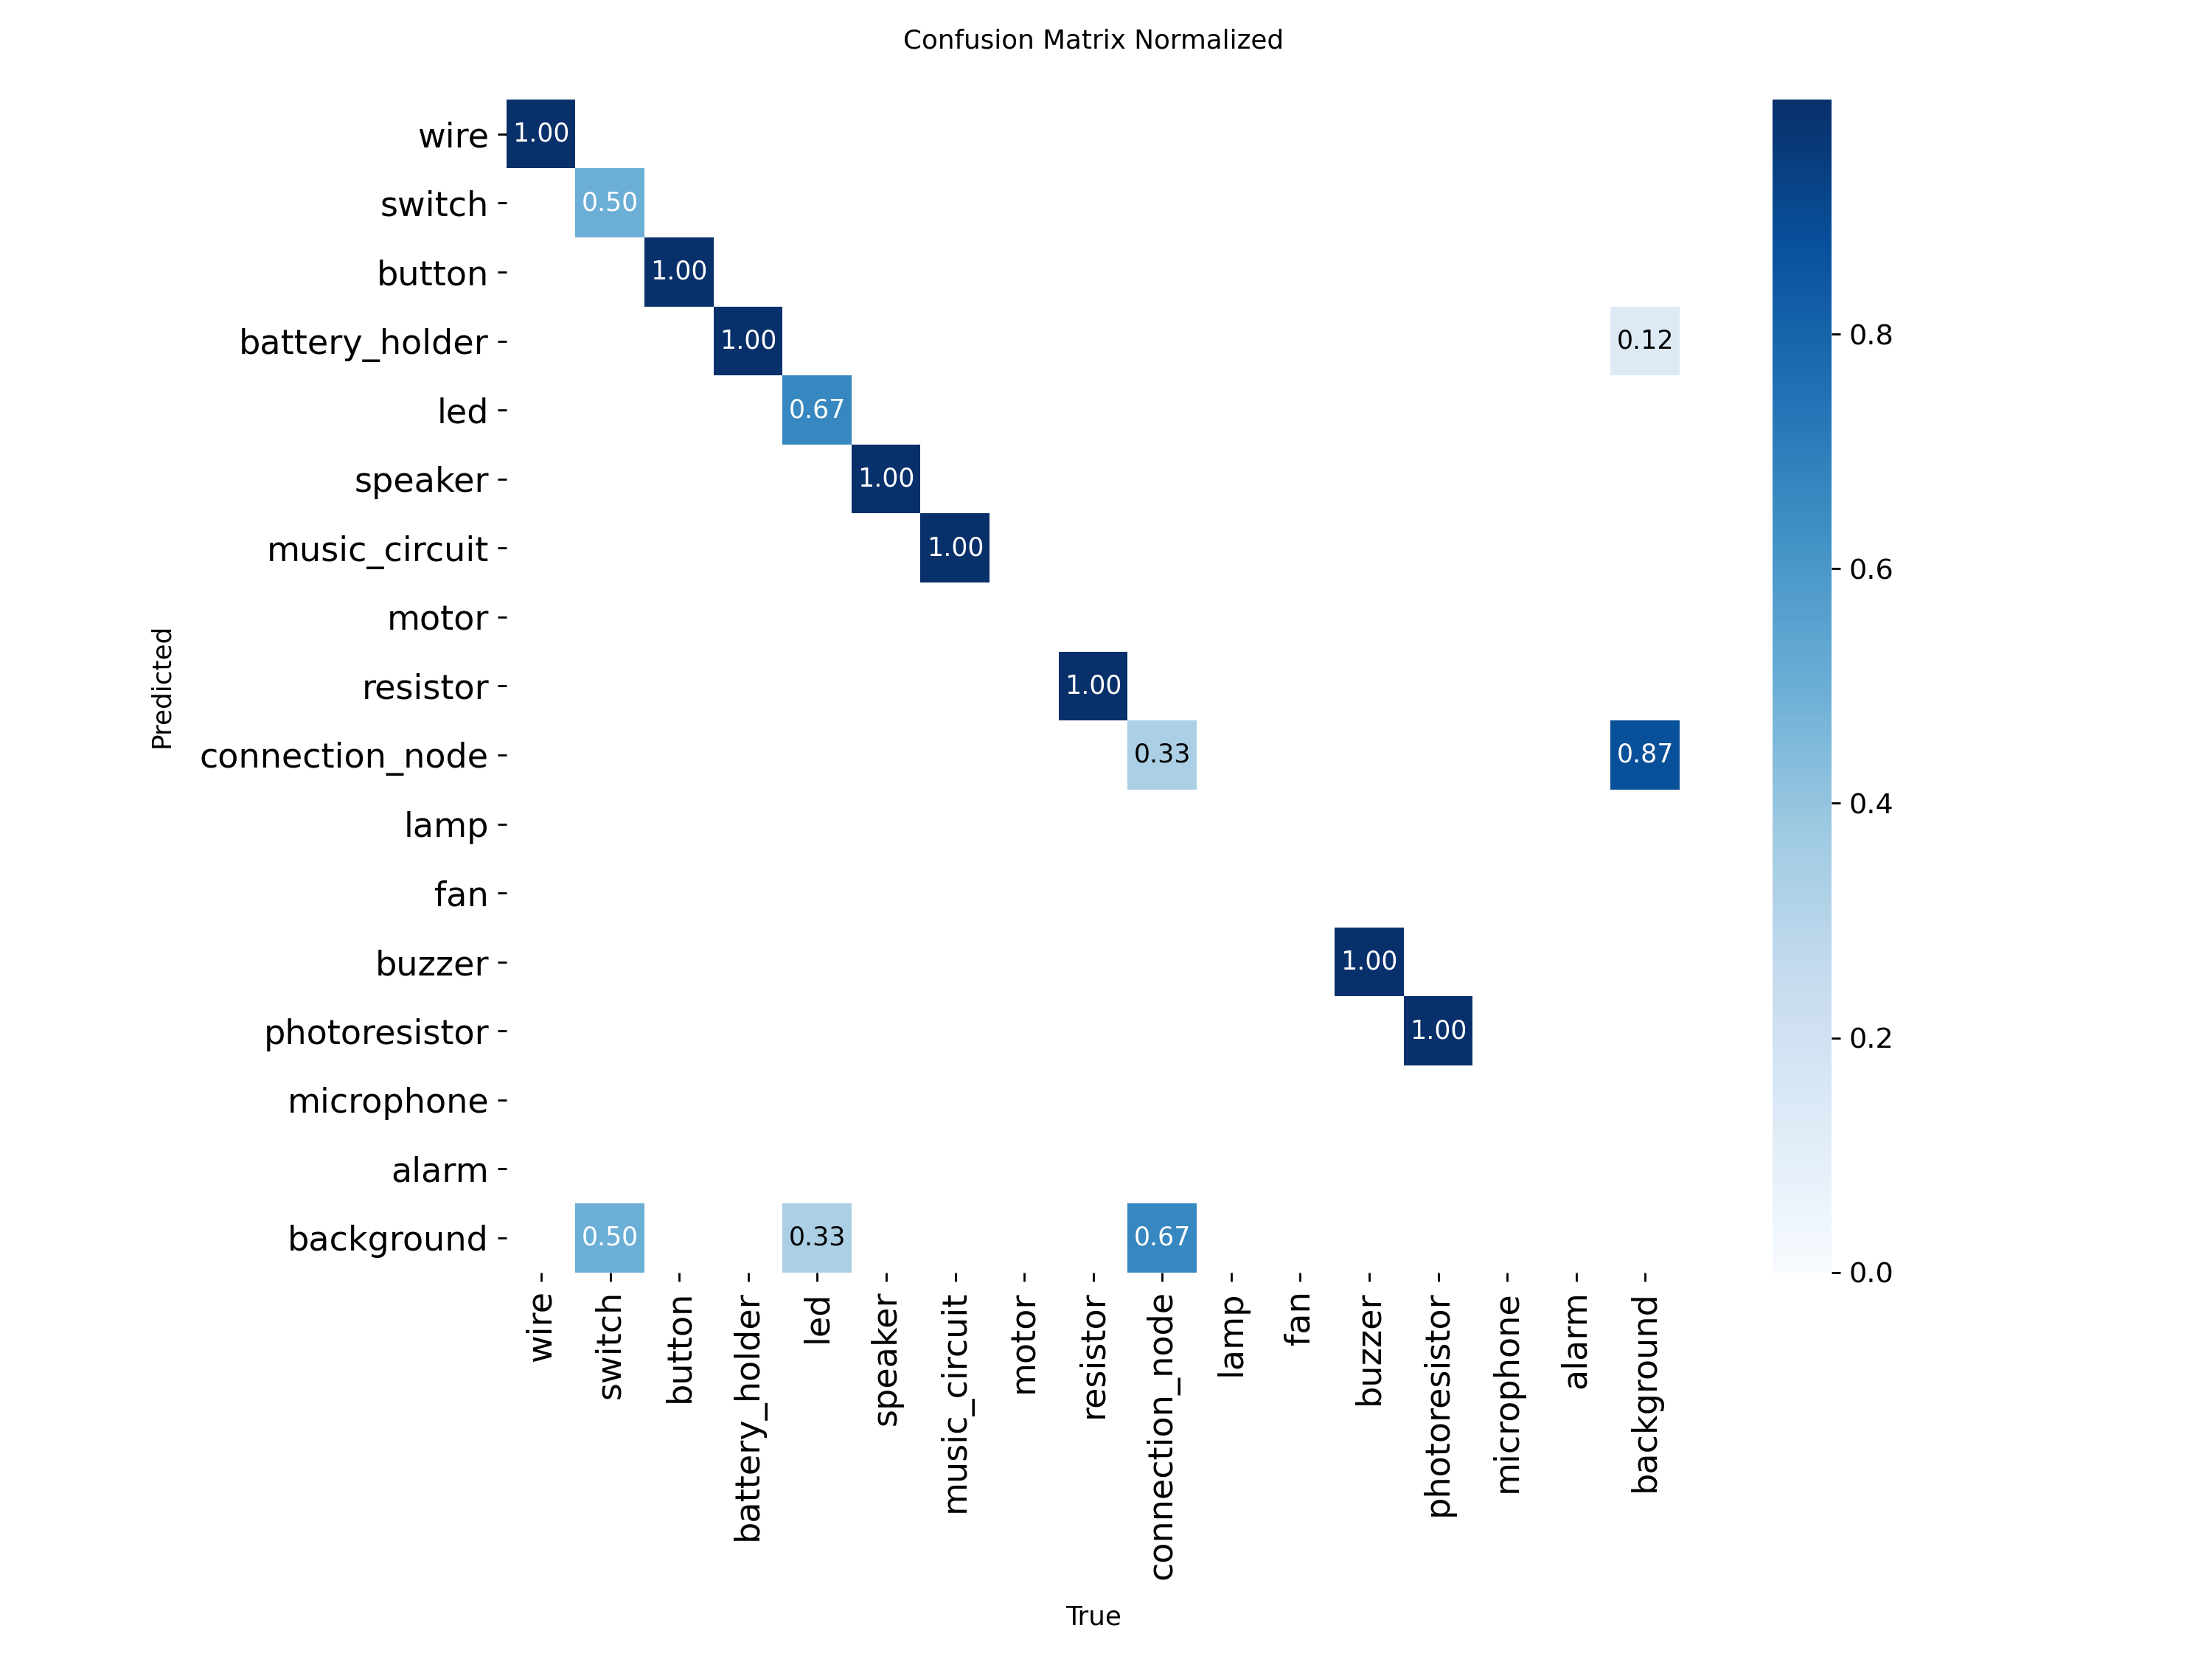 Confusion Matrix Normalized
wire 1.00
switch 0.50
button 1.00
battery_holder 1.00 0.12
led 0.67
speaker 1.00
music_circuit 1.00
motor
resistor 1.00
connection_node 0.33 0.87
lamp
fan
buzzer 1.00
photoresistor 1.00
microphone
alarm
background 0.50 0.33 0.67
Predicted
wire
switch
button
battery_holder
led
speaker
music_circuit
motor
resistor
connection_node
lamp
fan
buzzer
photoresistor
microphone
alarm
background
True
0.8
0.6
0.4
0.2
0.0